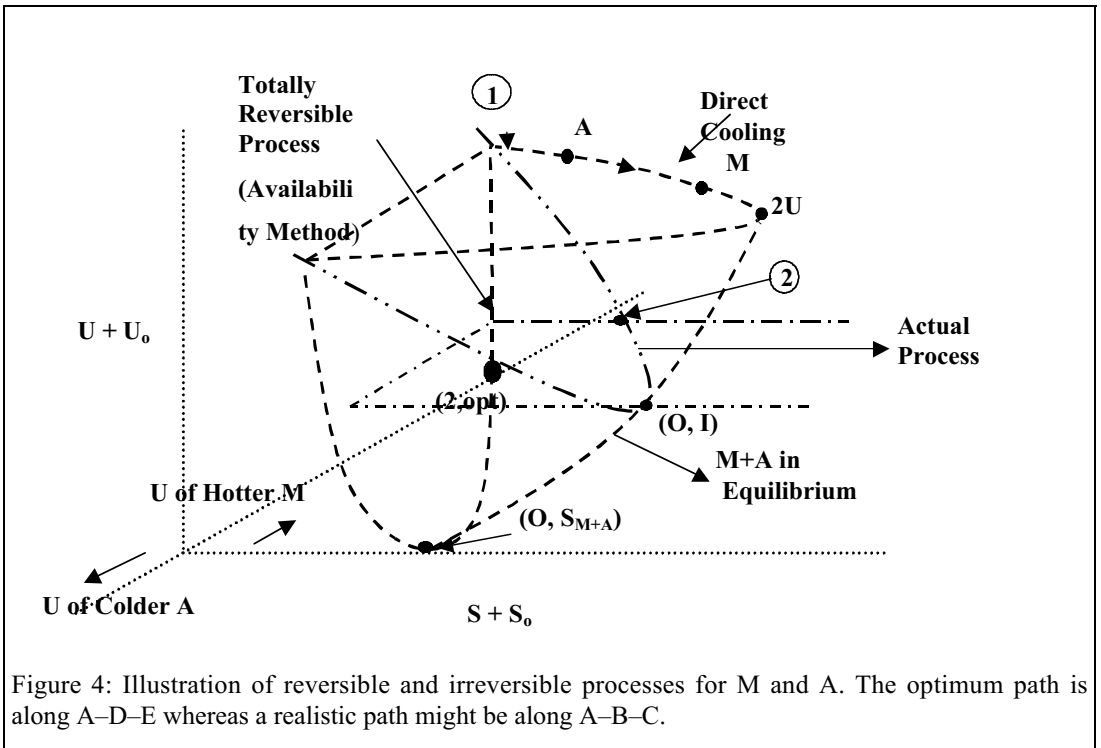 Totally
Reversible
Process
(Availabili
ty Method)
1
A
Direct
Cooling
M
2U
2
U + Uₒ
Actual
Process
(2,opt)
(O, I)
M+A in
Equilibrium
U of Hotter M
(O, S_M+A)
U of Colder A
S + Sₒ
Figure 4: Illustration of reversible and irreversible processes for M and A. The optimum path is
along A–D–E whereas a realistic path might be along A–B–C.